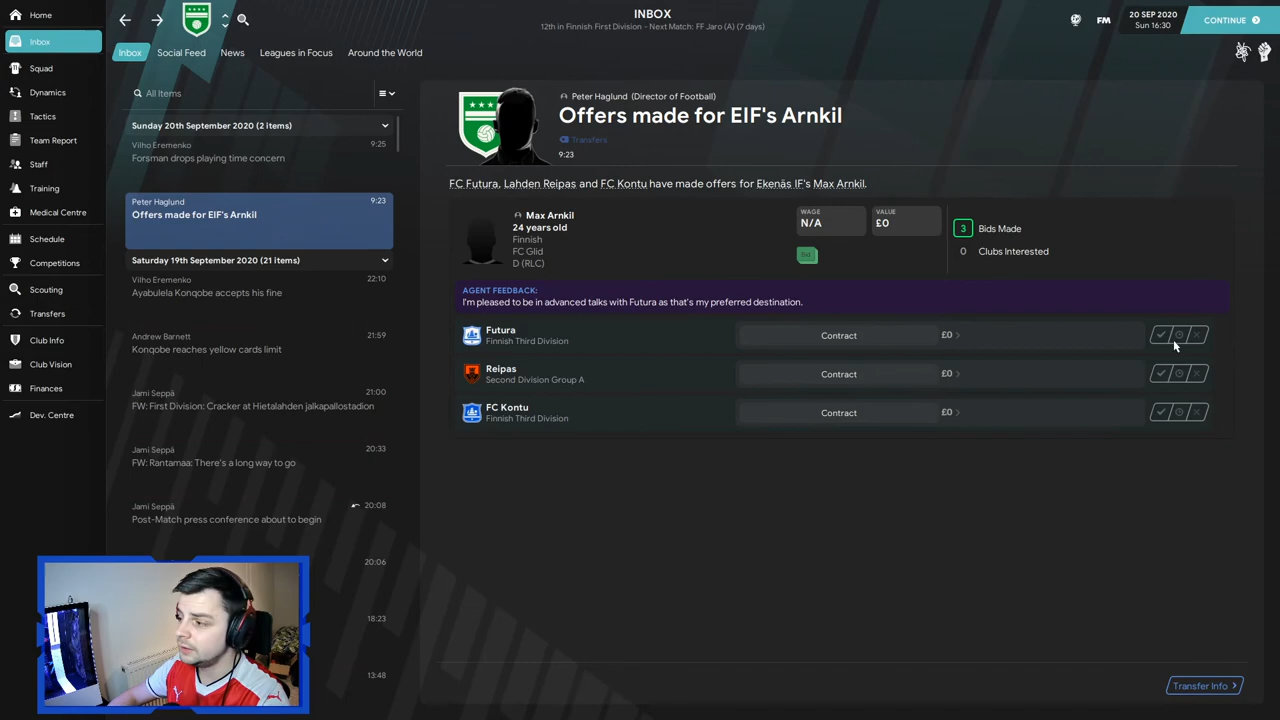 Home
Inbox
Squad
Dynamics
Tactics
Team Report
Staff
Training
Medical Centre
Schedule
Competitions
Scouting
Transfers
Club Info
Club Vision
Finances
Dev. Centre
INBOX
12th in Finnish First Division - Next Match: FF Jaro (A) (7 days)
FM
20 SEP 2020
Sun 16:30
CONTINUE
Inbox
Social Feed
News
Leagues in Focus
Around the World
All Items
Sunday 20th September 2020 (2 items)
Vilho Eremenko
9:25
Forsman drops playing time concern
Peter Haglund
9:23
Offers made for EIF's Arnkil
Saturday 19th September 2020 (21 items)
Vilho Eremenko
22:10
Ayabulela Konqobe accepts his fine
Andrew Barnett
21:59
Konqobe reaches yellow cards limit
Jami Seppä
21:00
FW: First Division: Cracker at Hietalahden jalkapallostadion
Jami Seppä
20:33
FW: Rantamaa: There's a long way to go
Jami Seppä
20:08
Post-Match press conference about to begin
20:06
18:23
13:48
Peter Haglund (Director of Football)
Offers made for EIF's Arnkil
Transfers
9:23
FC Futura, Lahden Reipas and FC Kontu have made offers for Ekenäs IF's Max Arnkil.
Max Arnkil
24 years old
Finnish
FC Glid
D (RLC)
WAGE
N/A
VALUE
£0
Bid
3 Bids Made
0 Clubs Interested
AGENT FEEDBACK:
I'm pleased to be in advanced talks with Futura as that's my preferred destination.
Futura
Finnish Third Division
Contract
£0
Reipas
Second Division Group A
Contract
£0
FC Kontu
Finnish Third Division
Contract
£0
Transfer Info